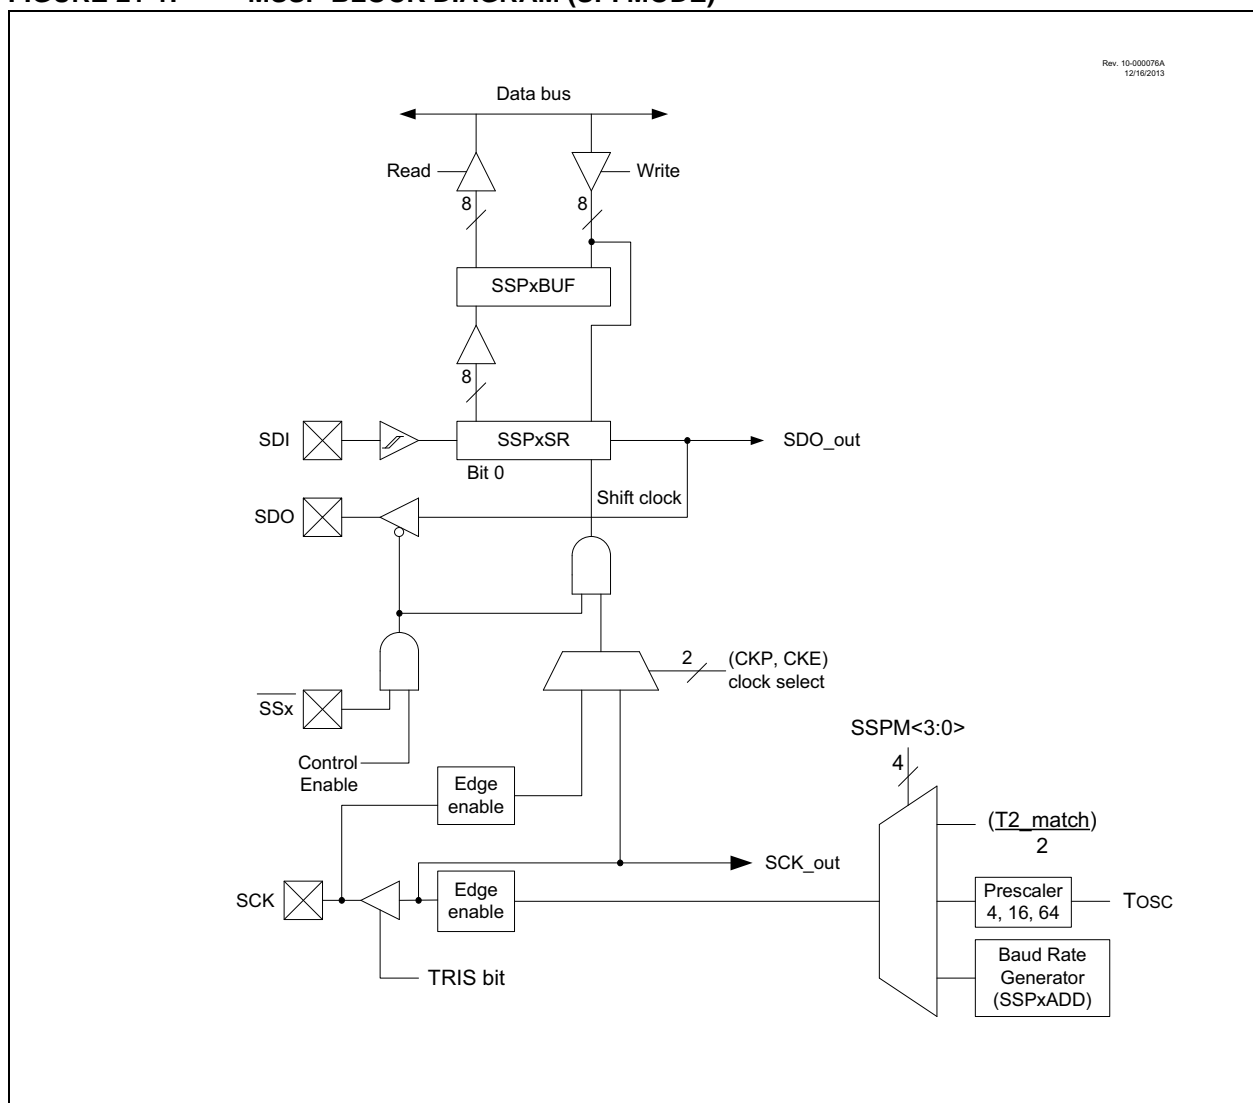 Rev. 10-000076A
12/16/2013
Data bus
Read
Write
8
8
SSPxBUF
8
SDI
SSPxSR
SDO_out
Bit 0
Shift clock
SDO
2
(CKP, CKE)
clock select
SSx
SSPM<3:0>
Control
Enable
4
Edge
enable
(T2_match)
2
SCK_out
SCK
Edge
enable
Prescaler
4, 16, 64
TOSC
TRIS bit
Baud Rate
Generator
(SSPxADD)